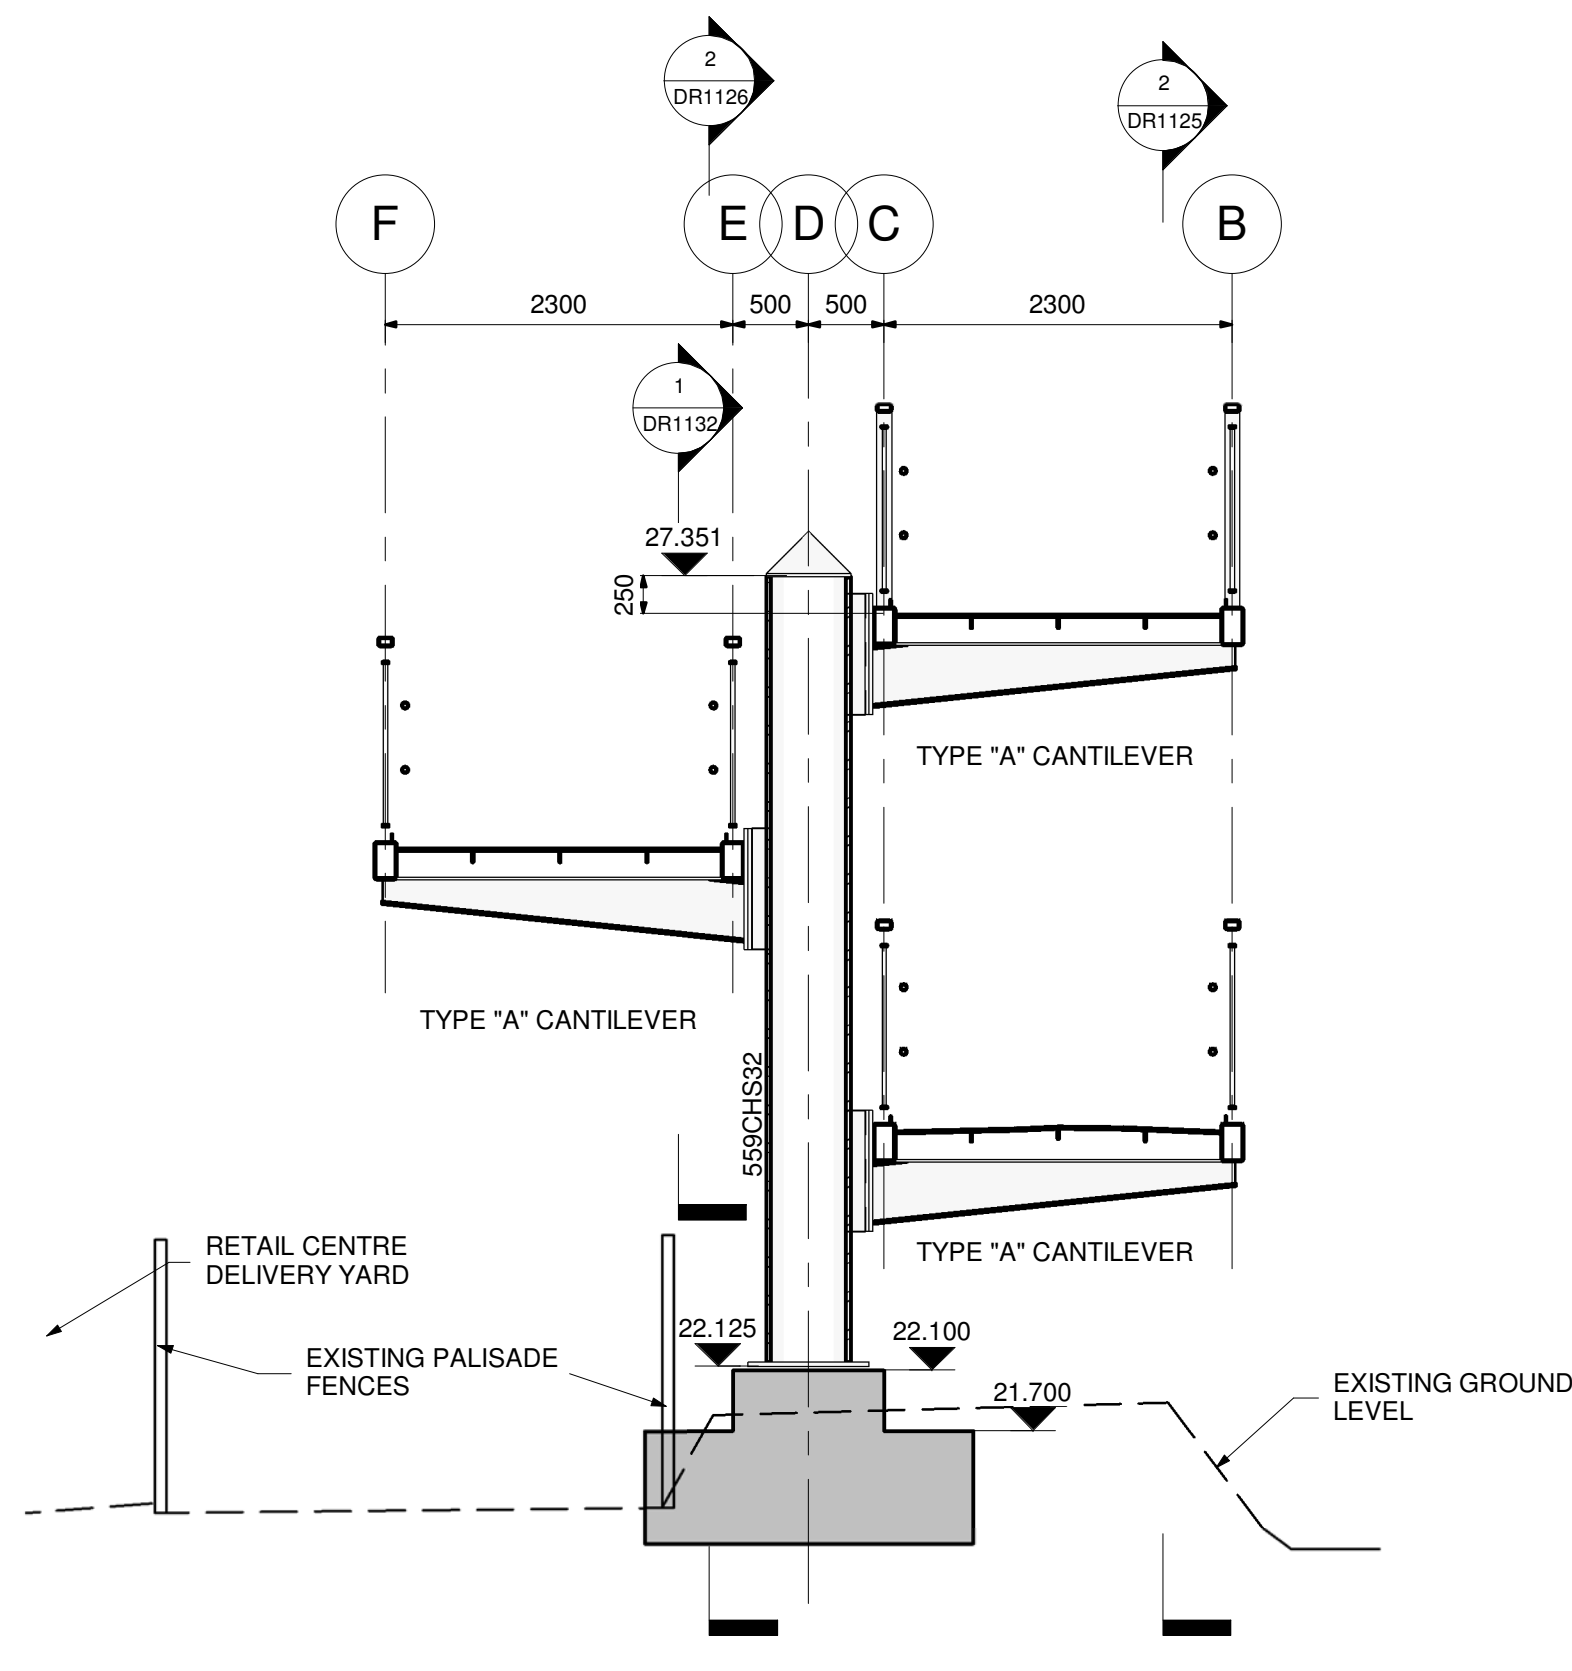 2
DR1126
2
DR1125
F
E
D
C
B
2300
500
500
2300
1
DR1132
27.351
250
TYPE "A" CANTILEVER
TYPE "A" CANTILEVER
559CHS32
TYPE "A" CANTILEVER
RETAIL CENTRE
DELIVERY YARD
22.125
22.100
EXISTING PALISADE
FENCES
21.700
EXISTING GROUND
LEVEL